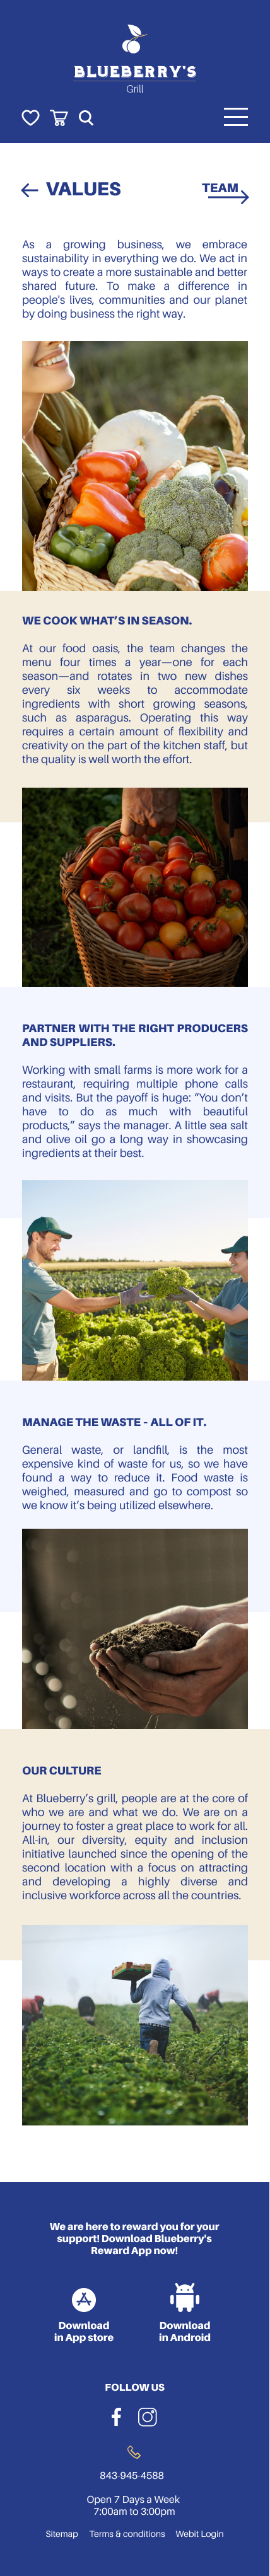 BLUEBERRY'S
Grill
VALUES
TEAM
As a growing business, we embrace
sustainability in everything we do. We act in
ways to create a more sustainable and better
shared future. To make a difference in
people's lives, communities and our planet
by doing business the right way.
WE COOK WHAT'S IN SEASON.
At our food oasis, the team changes the
menu four times a year—one for each
season—and rotates in two new dishes
every six weeks to accommodate
ingredients with short growing seasons,
such as asparagus. Operating this way
requires a certain amount of flexibility and
creativity on the part of the kitchen staff, but
the quality is well worth the effort.
PARTNER WITH THE RIGHT PRODUCERS
AND SUPPLIERS.
Working with small farms is more work for a
restaurant, requiring multiple phone calls
and visits. But the payoff is huge: “You don’t
have to do as much with beautiful
products,” says the manager. A little sea salt
and olive oil go a long way in showcasing
ingredients at their best.
MANAGE THE WASTE - ALL OF IT.
General waste, or landfill, is the most
expensive kind of waste for us, so we have
found a way to reduce it. Food waste is
weighed, measured and go to compost so
we know it’s being utilized elsewhere.
OUR CULTURE
At Blueberry’s grill, people are at the core of
who we are and what we do. We are on a
journey to foster a great place to work for all.
All-in, our diversity, equity and inclusion
initiative launched since the opening of the
second location with a focus on attracting
and developing a highly diverse and
inclusive workforce across all the countries.
We are here to reward you for your
support! Download Blueberry's
Reward App now!
Download
in App store
Download
in Android
FOLLOW US
843-945-4588
Open 7 Days a Week
7:00am to 3:00pm
Sitemap Terms & conditions Webit Login